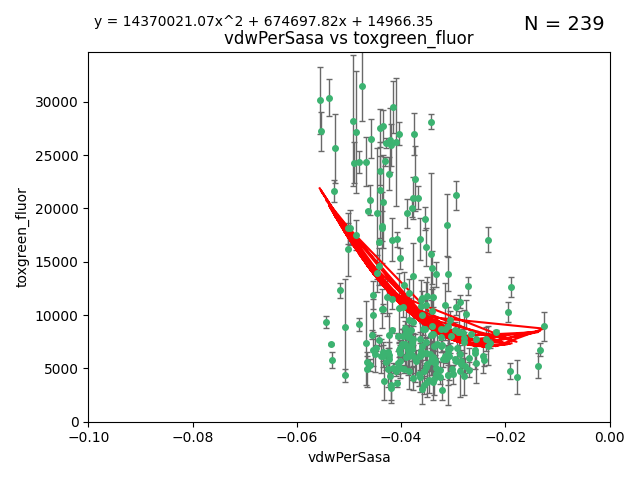 y = 14370021.07x^2 + 674697.82x + 14966.35
N = 239
vdwPerSasa vs toxgreen_fluor
toxgreen_fluor
30000
25000
20000
15000
10000
5000
0
−0.10
−0.08
−0.06
−0.04
−0.02
0.00
vdwPerSasa